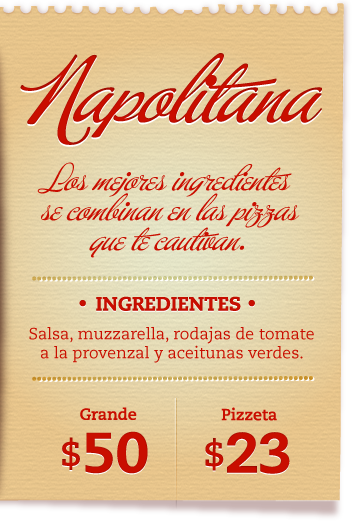 Napolitana
Los mejores ingredientes
se combinan en las pizzas
que te cautivan.
• INGREDIENTES •
Salsa, muzzarella, rodajas de tomate
a la provenzal y aceitunas verdes.
Grande Pizzeta
$50 $23